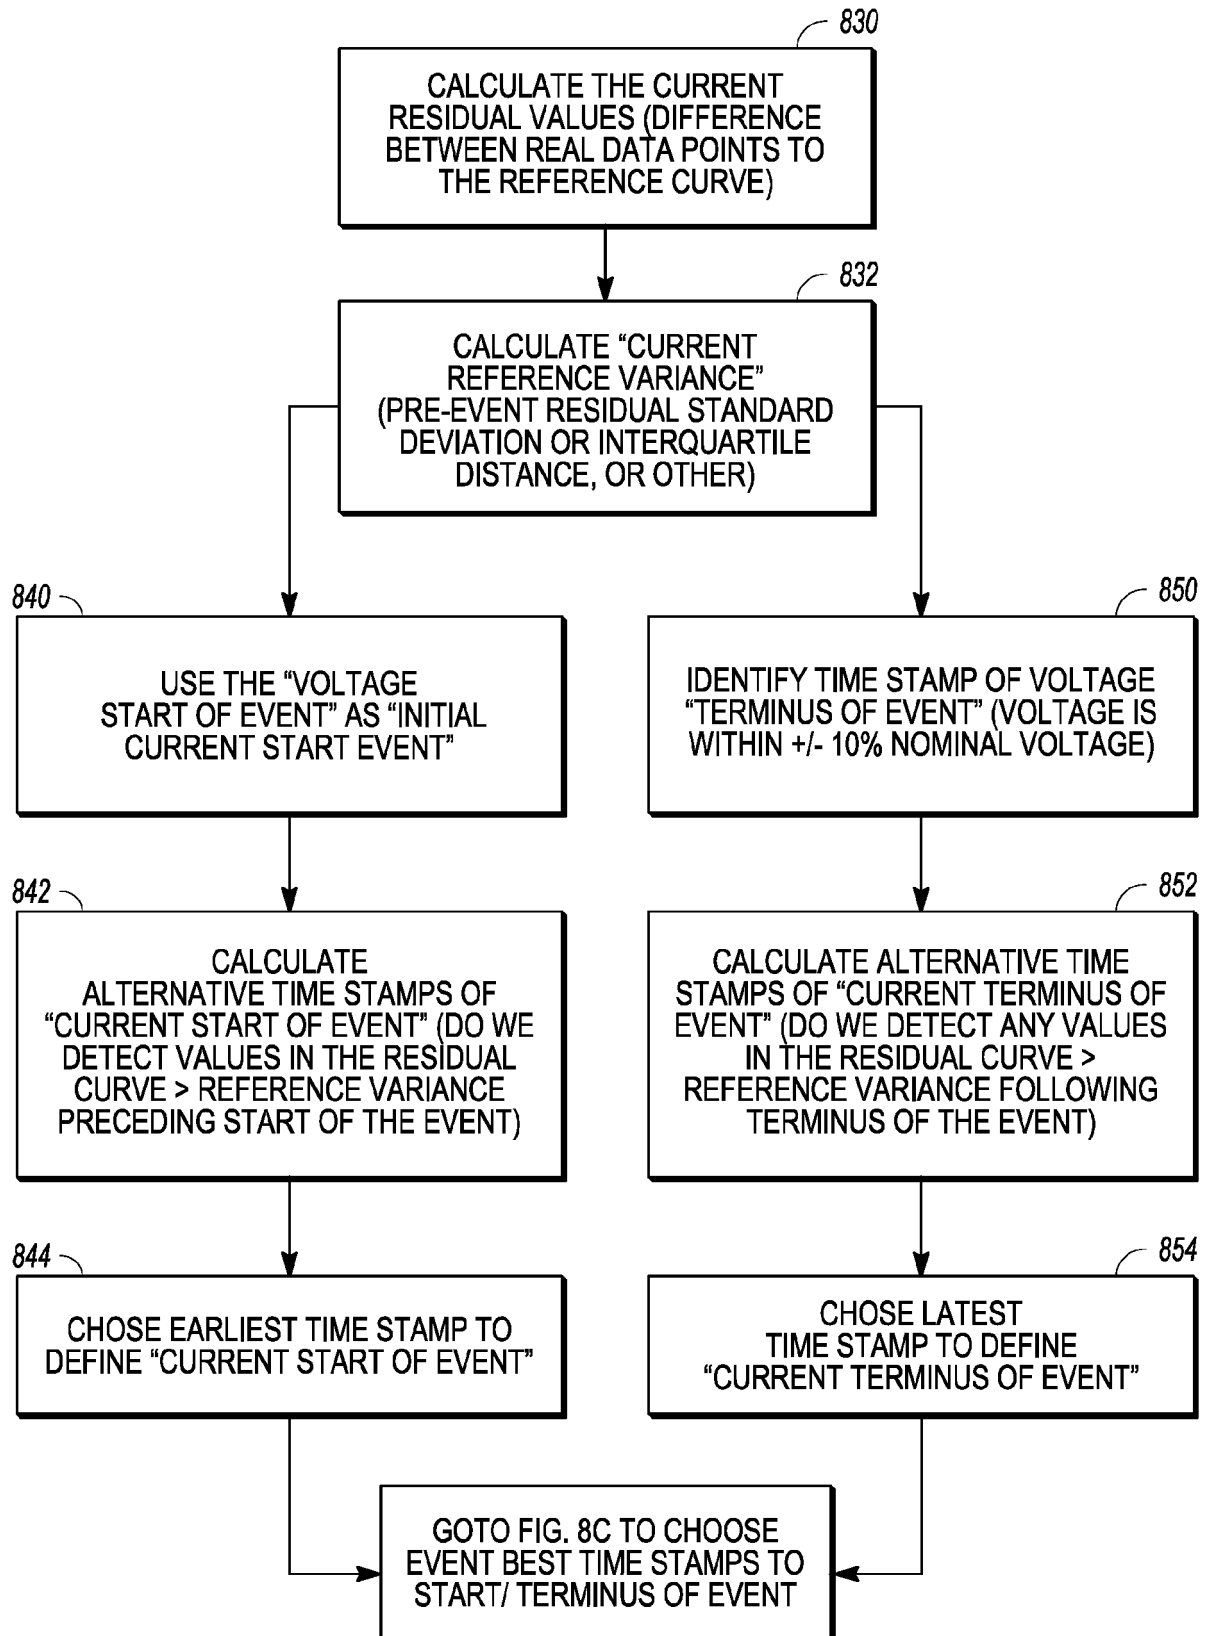 830
CALCULATE THE CURRENT
RESIDUAL VALUES (DIFFERENCE
BETWEEN REAL DATA POINTS TO
THE REFERENCE CURVE)
832
CALCULATE “CURRENT
REFERENCE VARIANCE”
(PRE-EVENT RESIDUAL STANDARD
DEVIATION OR INTERQUARTILE
DISTANCE, OR OTHER)
840
USE THE “VOLTAGE
START OF EVENT” AS “INITIAL
CURRENT START EVENT”
850
IDENTIFY TIME STAMP OF VOLTAGE
“TERMINUS OF EVENT” (VOLTAGE IS
WITHIN +/- 10% NOMINAL VOLTAGE)
842
CALCULATE
ALTERNATIVE TIME STAMPS OF
“CURRENT START OF EVENT” (DO WE
DETECT VALUES IN THE RESIDUAL
CURVE > REFERENCE VARIANCE
PRECEDING START OF THE EVENT)
852
CALCULATE ALTERNATIVE TIME
STAMPS OF “CURRENT TERMINUS OF
EVENT” (DO WE DETECT ANY VALUES
IN THE RESIDUAL CURVE >
REFERENCE VARIANCE FOLLOWING
TERMINUS OF THE EVENT)
844
CHOSE EARLIEST TIME STAMP TO
DEFINE “CURRENT START OF EVENT”
854
CHOSE LATEST
TIME STAMP TO DEFINE
“CURRENT TERMINUS OF EVENT”
GOTO FIG. 8C TO CHOOSE
EVENT BEST TIME STAMPS TO
START/ TERMINUS OF EVENT